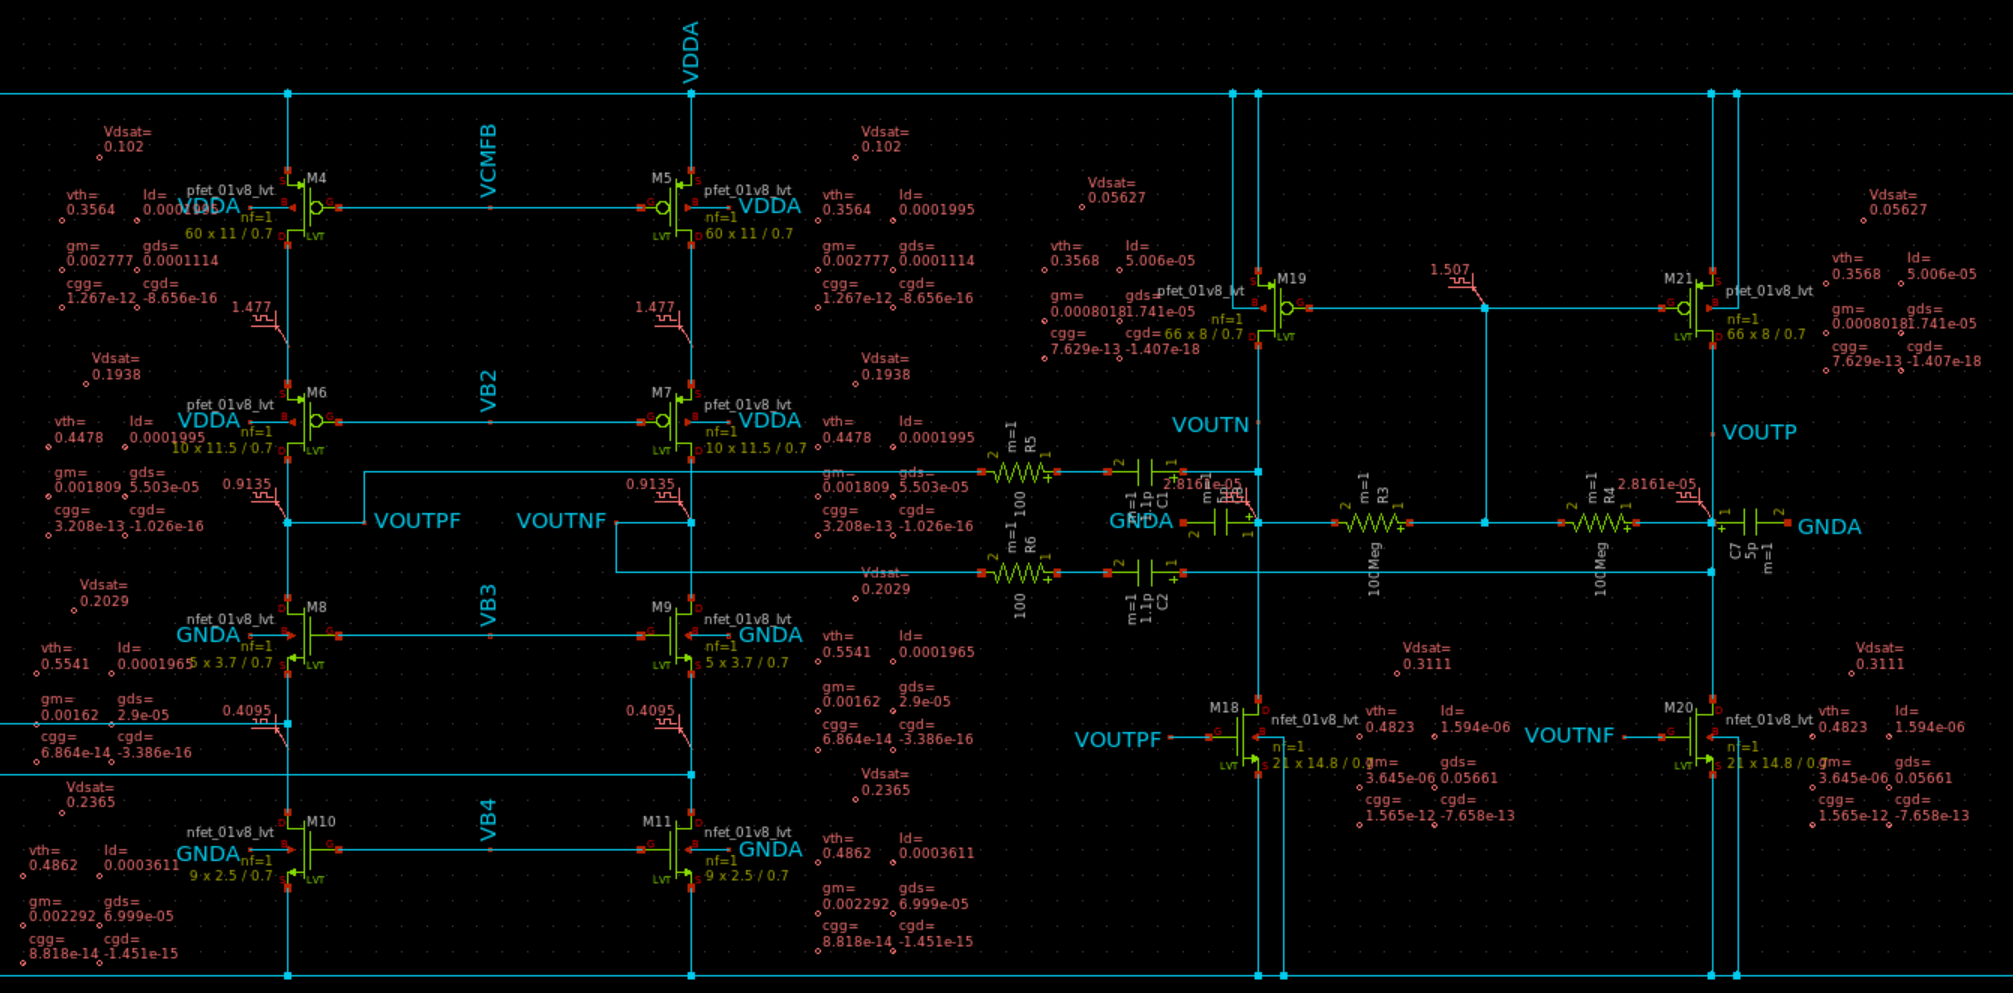 VDDA
Vdsat=
0.102
vth=
0.3564
Id=
0.0001995
gm=
0.002777
gds=
0.0001114
cgg=
1.267e-12
-8.656e-16
M4
pfet_01v8_lvt
VDDA
nf=1
60 x 11 / 0.7
LVT
VCMFB
M5
pfet_01v8_lvt
VDDA
nf=1
60 x 11 / 0.7
LVT
Vdsat=
0.102
vth=
0.3564
Id=
0.0001995
gm=
0.002777
gds=
0.0001114
cgg=
cgd=
1.267e-12
-8.656e-16
1.477
1.477
Vdsat=
0.1938
vth=
0.4478
Id=
0.0001995
gm=
0.001809
gds=
5.503e-05
cgg=
cgd=
3.208e-13
-1.026e-16
M6
pfet_01v8_lvt
VDDA
nf=1
10 x 11.5 / 0.7
LVT
VB2
M7
pfet_01v8_lvt
VDDA
nf=1
10 x 11.5 / 0.7
LVT
Vdsat=
0.1938
vth=
0.4478
Id=
0.0001995
gm=
0.001809
gds=
5.503e-05
cgg=
cgd=
3.208e-13
-1.026e-16
0.9135
0.9135
VOUTPF
VOUTNF
Vdsat=
0.2029
vth=
0.5541
Id=
0.0001965
gm=
0.00162
gds=
2.9e-05
cgg=
cgd=
6.864e-14
-3.386e-16
M8
nfet_01v8_lvt
GNDA
nf=1
5 x 3.7 / 0.7
LVT
VB3
M9
nfet_01v8_lvt
GNDA
nf=1
5 x 3.7 / 0.7
LVT
Vdsat=
0.2029
vth=
0.5541
Id=
0.0001965
gm=
0.00162
gds=
2.9e-05
cgg=
cgd=
6.864e-14
-3.386e-16
0.4095
0.4095
Vdsat=
0.2365
vth=
0.4862
Id=
0.0003611
gm=
0.002292
gds=
6.999e-05
cgg=
cgd=
8.818e-14
-1.451e-15
M10
nfet_01v8_lvt
GNDA
nf=1
9 x 2.5 / 0.7
LVT
VB4
M11
nfet_01v8_lvt
GNDA
nf=1
9 x 2.5 / 0.7
LVT
Vdsat=
0.2365
vth=
0.4862
Id=
0.0003611
gm=
0.002292
gds=
6.999e-05
cgg=
cgd=
8.818e-14
-1.451e-15
Vdsat=
0.05627
vth=
0.3568
Id=
5.006e-05
gm=
0.0008018
gds=
1.741e-05
cgg=
cgd=
7.629e-13
-1.407e-18
M19
pfet_01v8_lvt
nf=1
66 x 8 / 0.7
LVT
1.507
M21
pfet_01v8_lvt
nf=1
66 x 8 / 0.7
LVT
Vdsat=
0.05627
vth=
0.3568
Id=
5.006e-05
gm=
0.0008018
gds=
1.741e-05
cgg=
cgd=
7.629e-13
-1.407e-18
VOUTN
VOUTP
m=1
R5
100
m=1
1.1p
C1
2.8161e-05
GNDA
m=1
R3
100Meg
m=1
R4
100Meg
2.8161e-05
C7
5p
m=1
GNDA
m=1
R6
100
m=1
1.1p
C2
VOUTPF
M18
nfet_01v8_lvt
nf=1
21 x 14.8 / 0.7
LVT
Vdsat=
0.3111
vth=
0.4823
Id=
1.594e-06
gm=
3.645e-06
gds=
0.05661
cgg=
cgd=
1.565e-12
-7.658e-13
VOUTNF
M20
nfet_01v8_lvt
nf=1
21 x 14.8 / 0.7
LVT
Vdsat=
0.3111
vth=
0.4823
Id=
1.594e-06
gm=
3.645e-06
gds=
0.05661
cgg=
cgd=
1.565e-12
-7.658e-13